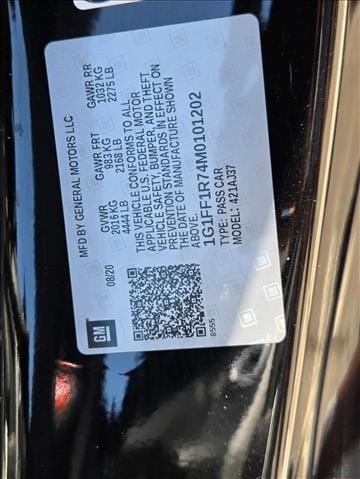 MFD BY GENERAL MOTORS LLC
08/20
GM
GVWR GAWR FRT GAWR RR
2016 KG 983 KG 1032 KG
4444 LB 2168 LB 2275 LB
THIS VEHICLE CONFORMS TO ALL
APPLICABLE U.S. FEDERAL MOTOR
VEHICLE SAFETY, BUMPER, AND THEFT
PREVENTION STANDARDS IN EFFECT ON
THE DATE OF MANUFACTURE SHOWN
ABOVE.
1G1FF1R74M0101202
TYPE: PASS CAR
MODEL: 421AJ37
8555